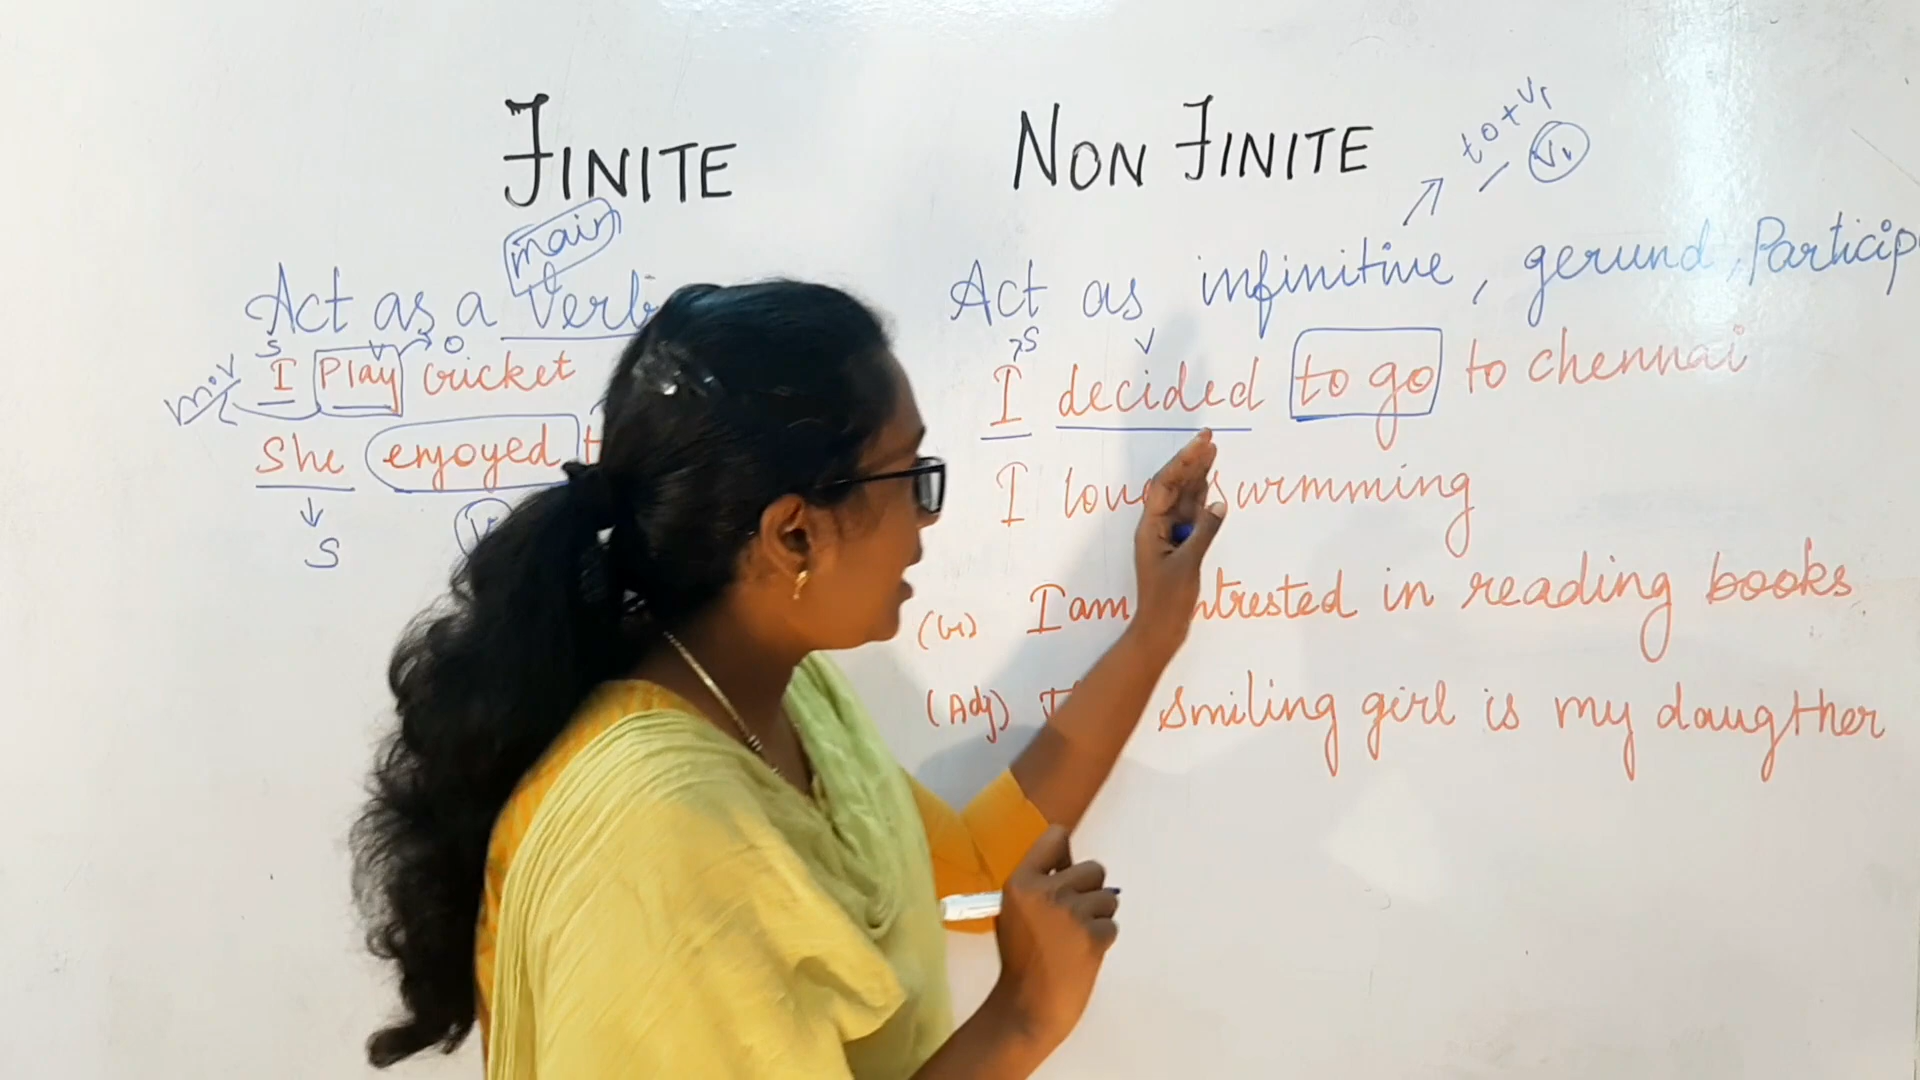 FINITE
main
Act as a Verb
S V O
m.v I Play cricket
She enjoyed
S
NON FINITE
to + V1
V1
Act as infinitive, gerund, Particip
S V
I decided to go to chennai
I love swimming
I am intrested in reading books
(Adj) smiling girl is my daugther